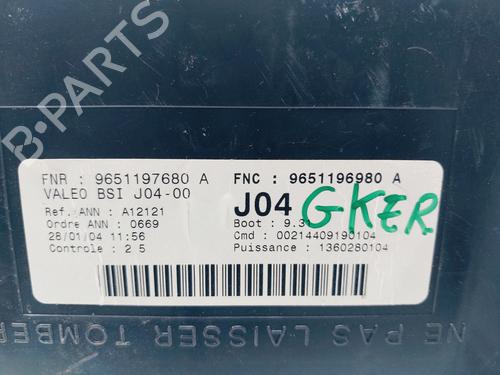 B-PARTS
FNR : 9651197680 A
FNC : 9651196980 A
VALEO BSI J04-00
J04 GKER
Ref. ANN : A12121
Ordre ANN : 0669
Boot : 9.3
28/01/04 11:56
Cmd : 00214409190104
Controle : 2 5
Puissance : 1360280104
NE PAS LAISSER TOMBER